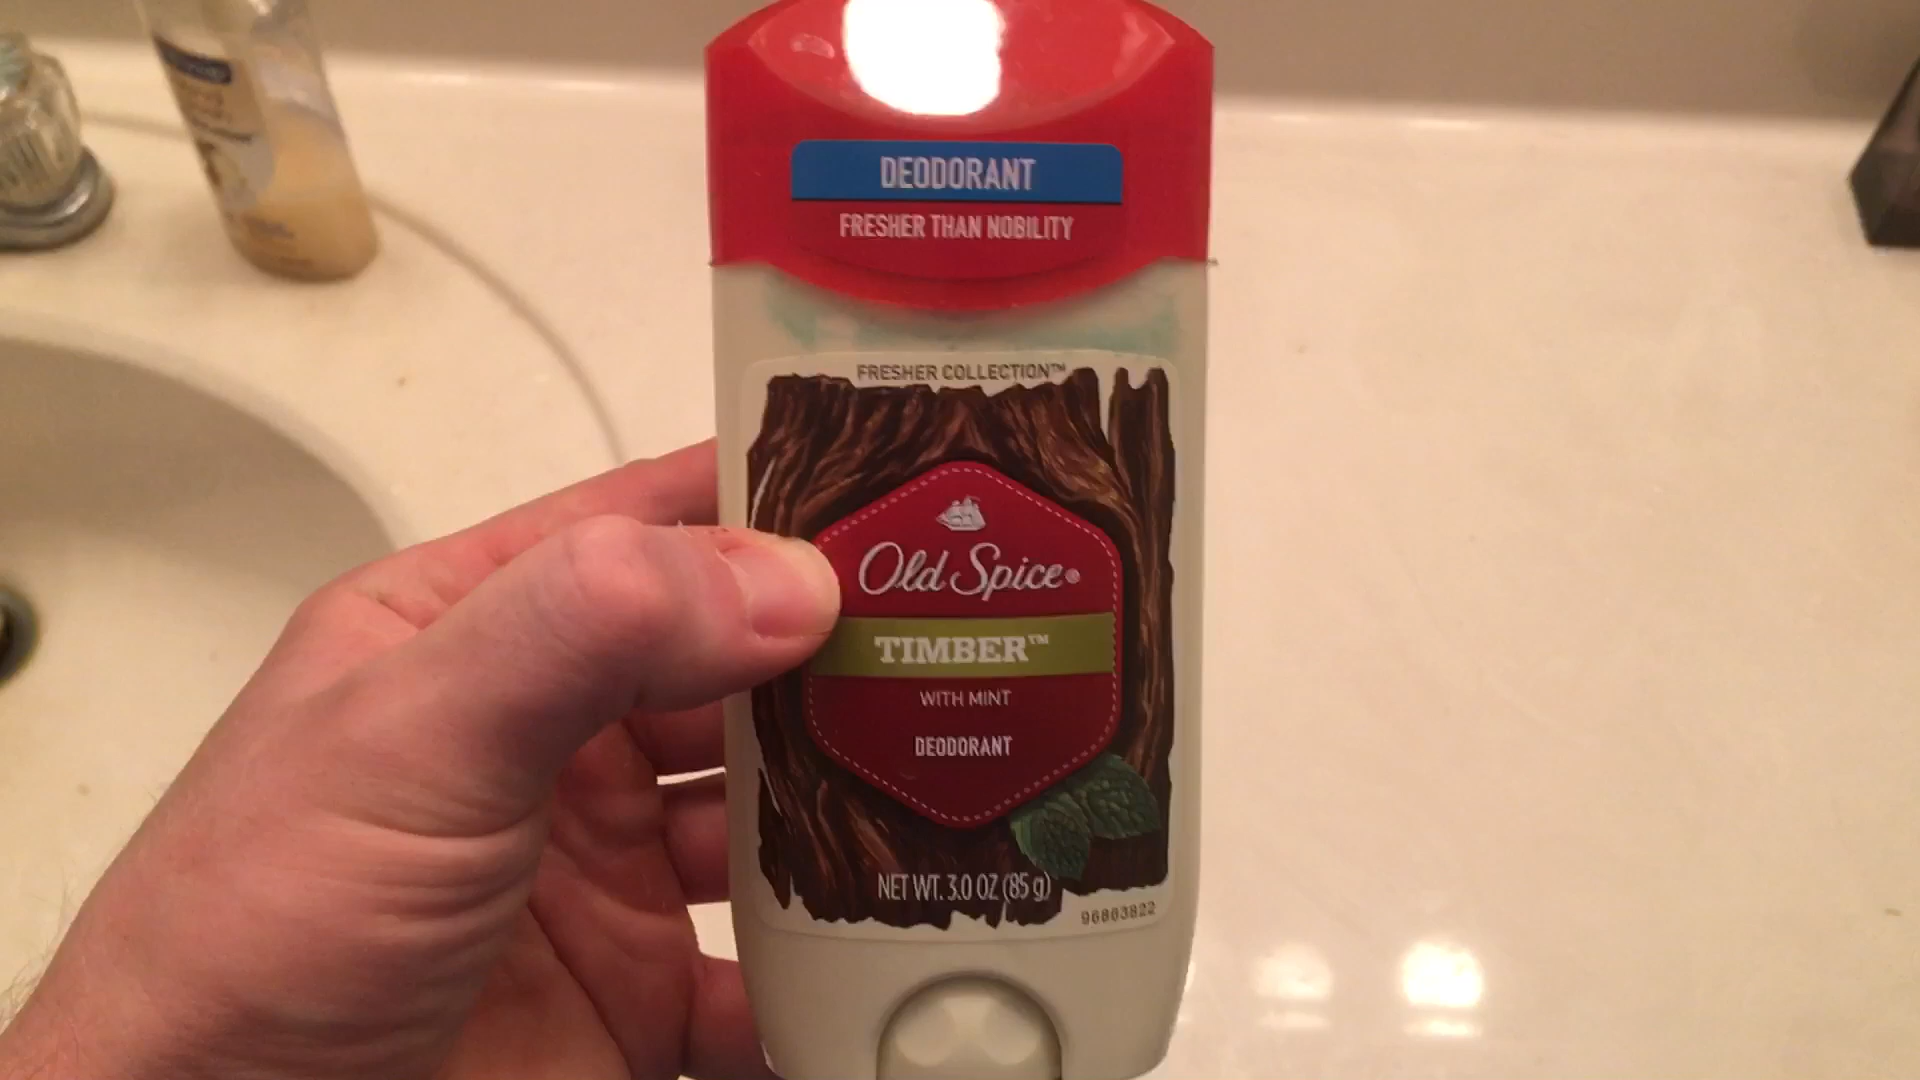 DEODORANT
FRESHER THAN NOBILITY
FRESHER COLLECTION™
Old Spice®
TIMBER™
WITH MINT
DEODORANT
NET WT. 3.0 OZ (85 g)
96863822